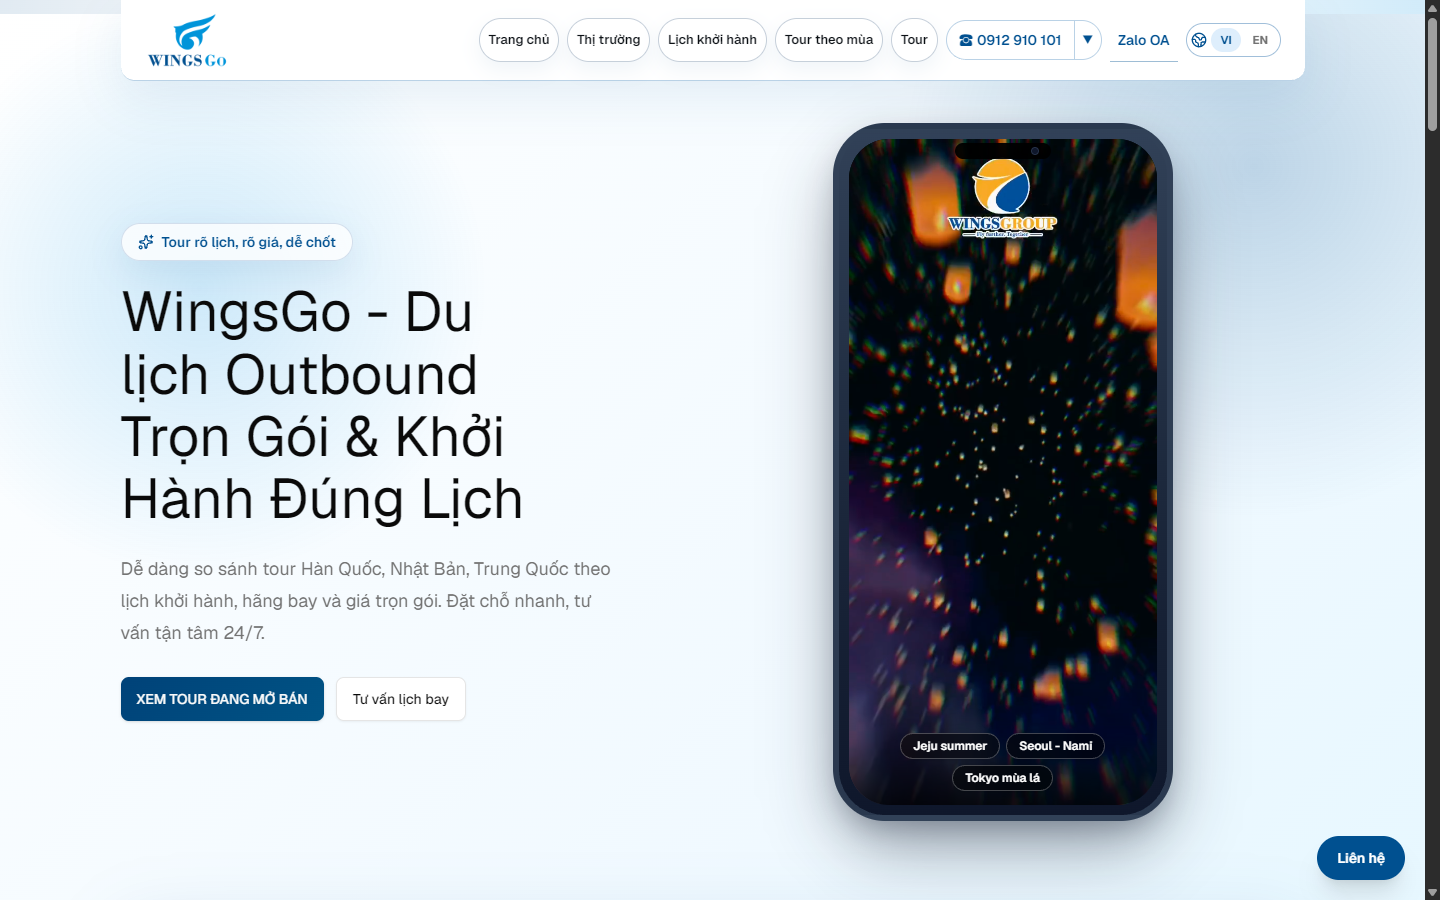 WINGS GO
Trang chủ
Thị trường
Lịch khởi hành
Tour theo mùa
Tour
☎ 0912 910 101
▼
Zalo OA
VI
EN
Tour rõ lịch, rõ giá, dễ chốt
WingsGo - Du
lịch Outbound
Trọn Gói & Khởi
Hành Đúng Lịch
Dễ dàng so sánh tour Hàn Quốc, Nhật Bản, Trung Quốc theo
lịch khởi hành, hãng bay và giá trọn gói. Đặt chỗ nhanh, tư
vấn tận tâm 24/7.
XEM TOUR ĐANG MỞ BÁN
Tư vấn lịch bay
WINGSGROUP
Fly further, Together
Jeju summer
Seoul - Nami
Tokyo mùa lá
Liên hệ